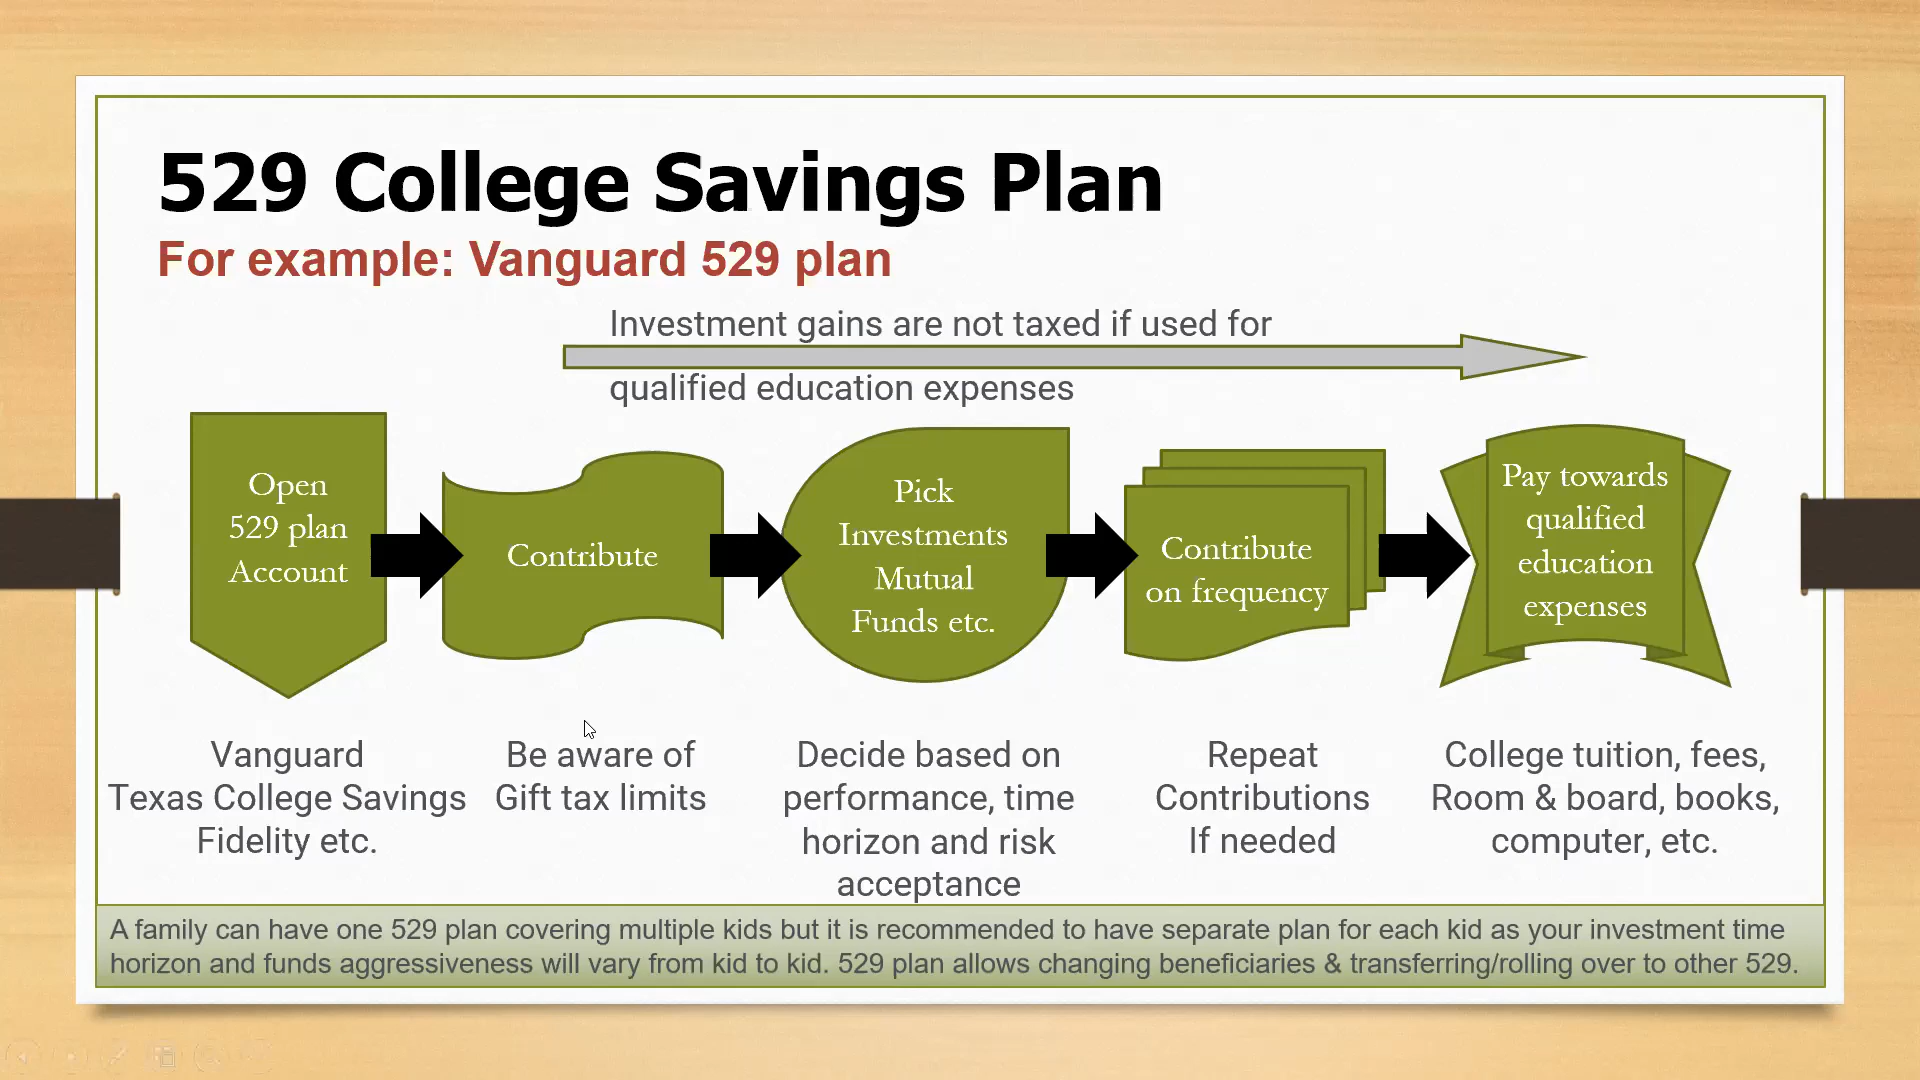 529 College Savings Plan
For example: Vanguard 529 plan
Investment gains are not taxed if used for
qualified education expenses
Open
529 plan
Account
Contribute
Pick
Investments
Mutual
Funds etc.
Contribute
on frequency
Pay towards
qualified
education
expenses
Vanguard
Texas College Savings
Fidelity etc.
Be aware of
Gift tax limits
Decide based on
performance, time
horizon and risk
acceptance
Repeat
Contributions
If needed
College tuition, fees,
Room & board, books,
computer, etc.
A family can have one 529 plan covering multiple kids but it is recommended to have separate plan for each kid as your investment time
horizon and funds aggressiveness will vary from kid to kid. 529 plan allows changing beneficiaries & transferring/rolling over to other 529.